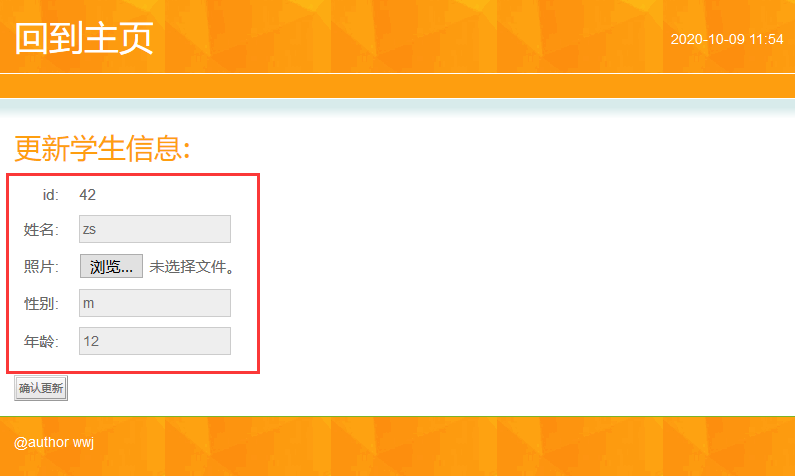 回到主页
2020-10-09 11:54
更新学生信息:
id: 42
姓名: zs
照片: 浏览... 未选择文件。
性别: m
年龄: 12
确认更新
@author wwj